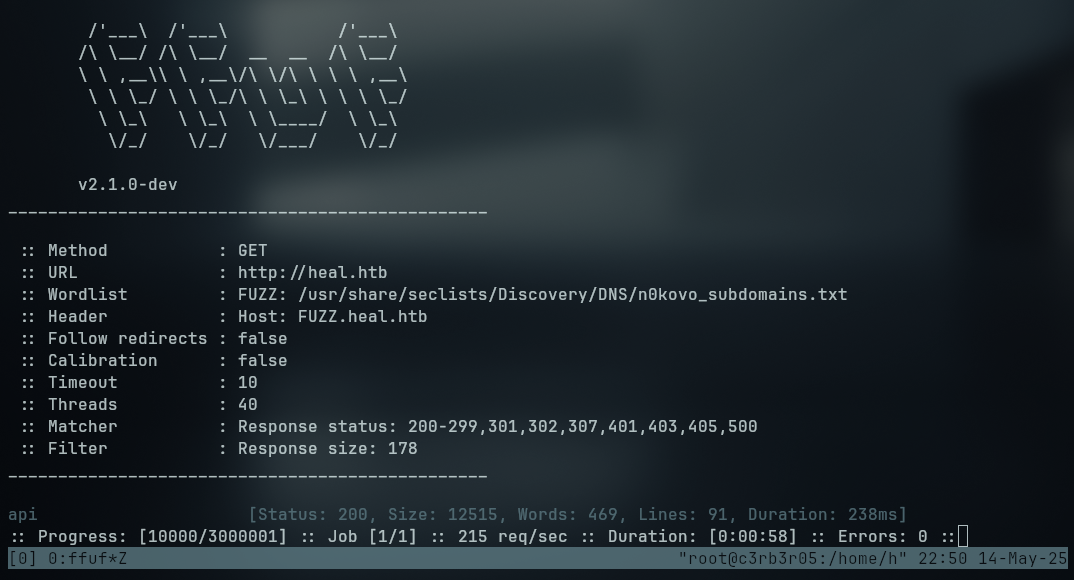 /'___\  /'___\           /'___\
       /\ \__/ /\ \__/  __  __  /\ \__/
       \ \ ,__\\ \ ,__\/\ \/\ \ \ \ ,__\
        \ \ \_/ \ \ \_/\ \ \_\ \ \ \ \_/
         \ \_\   \ \_\  \ \____/  \ \_\
          \/_/    \/_/   \/___/    \/_/
v2.1.0-dev
________________________________________________
:: Method           : GET
:: URL              : http://heal.htb
:: Wordlist         : FUZZ: /usr/share/seclists/Discovery/DNS/n0kovo_subdomains.txt
:: Header           : Host: FUZZ.heal.htb
:: Follow redirects : false
:: Calibration      : false
:: Timeout          : 10
:: Threads          : 40
:: Matcher          : Response status: 200-299,301,302,307,401,403,405,500
:: Filter           : Response size: 178
________________________________________________
api                     [Status: 200, Size: 12515, Words: 469, Lines: 91, Duration: 238ms]
:: Progress: [10000/3000001] :: Job [1/1] :: 215 req/sec :: Duration: [0:00:58] :: Errors: 0 ::
[0] 0:ffuf*Z "root@c3rb3r05:/home/h" 22:50 14-May-25